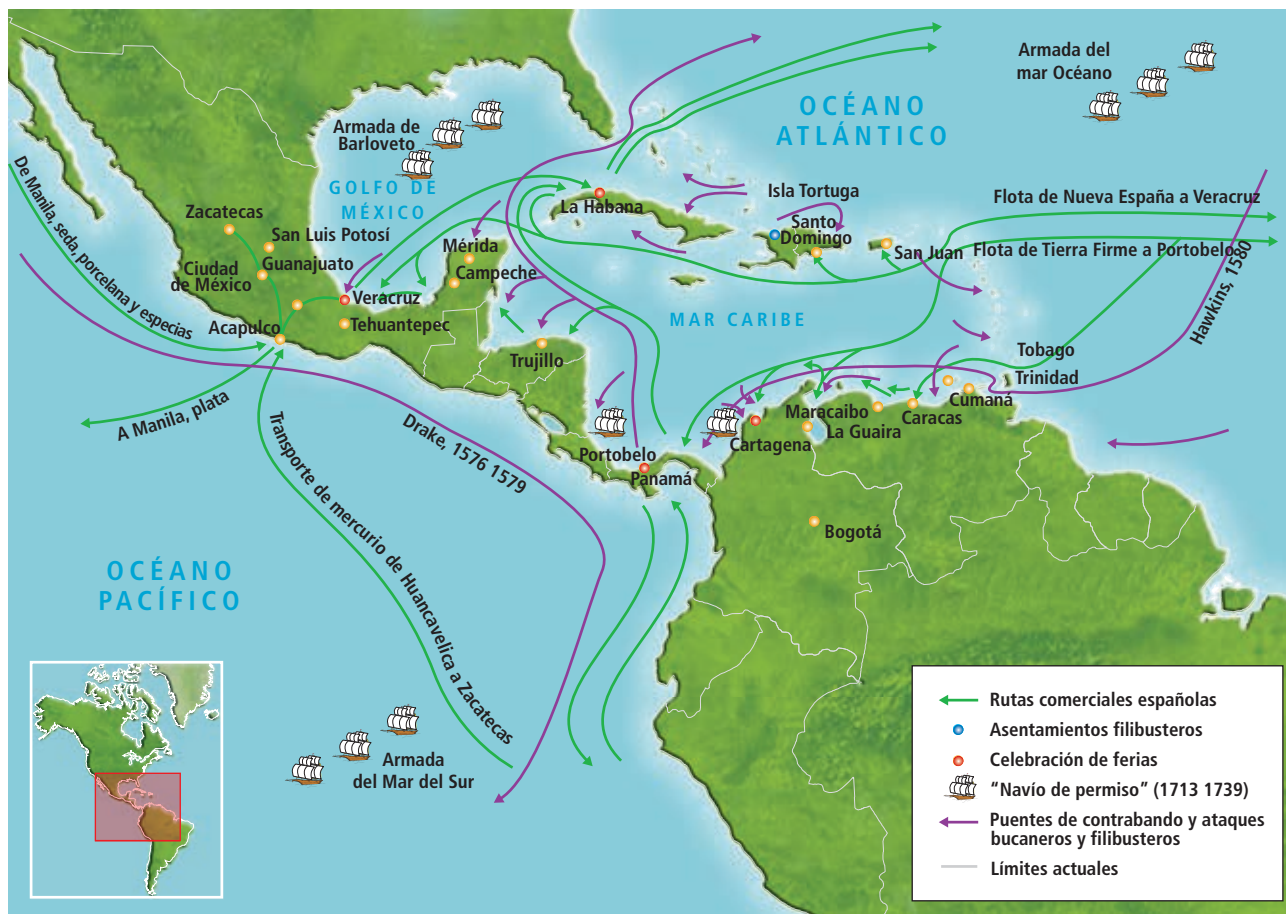 Armada del
mar Océano
OCÉANO
ATLÁNTICO
Armada de
Barloveto
GOLFO DE
MÉXICO
De Manila, seda, porcelana y especias
Zacatecas
San Luis Potosí
Guanajuato
Ciudad
de México
Acapulco
Veracruz
Tehuantepec
Mérida
Campeche
La Habana
Isla Tortuga
Santo
Domingo
San Juan
Flota de Nueva España a Veracruz
Flota de Tierra Firme a Portobelo
Hawkins, 1580
MAR CARIBE
Trujillo
Tobago
Trinidad
Cumaná
Caracas
La Guaira
Maracaibo
Cartagena
Portobelo
Panamá
Bogotá
A Manila, plata
Drake, 1576 1579
Transporte de mercurio de Huancavelica a Zacatecas
OCÉANO
PACÍFICO
Armada
del Mar del Sur
Rutas comerciales españolas
Asentamientos filibusteros
Celebración de ferias
“Navío de permiso” (1713 1739)
Puentes de contrabando y ataques
bucaneros y filibusteros
Límites actuales